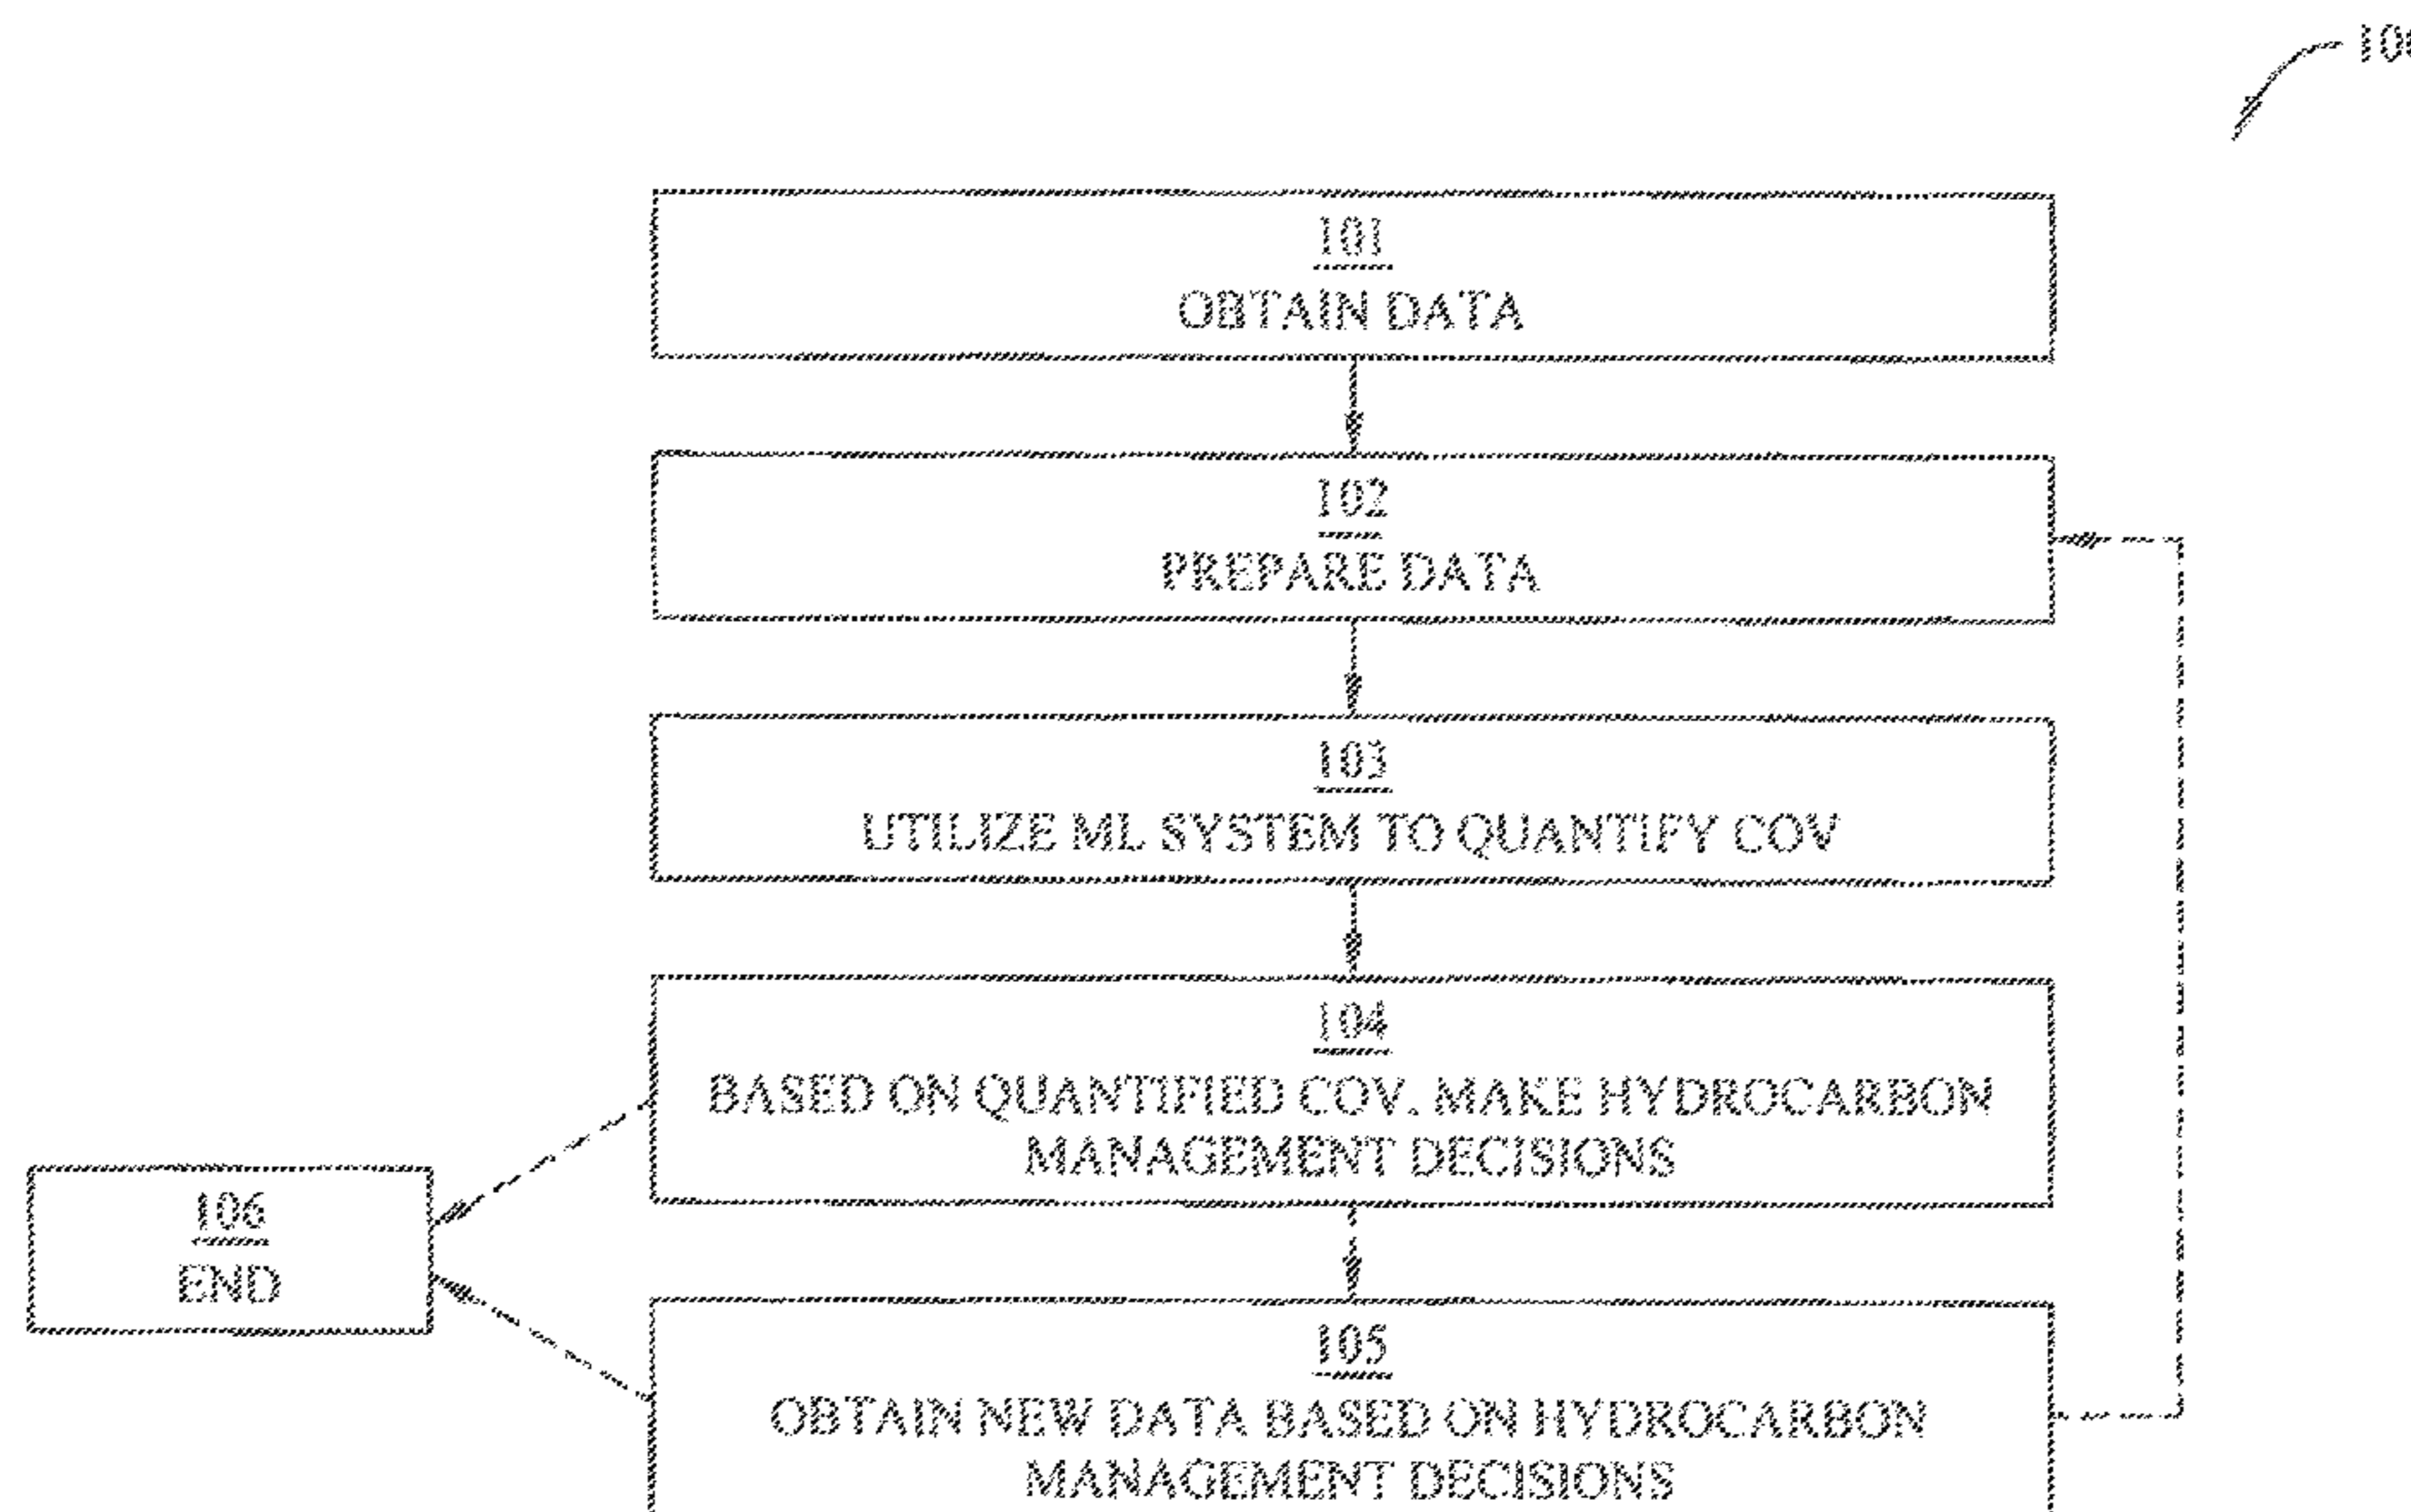 101
OBTAIN DATA
102
PREPARE DATA
103
UTILIZE ML SYSTEM TO QUANTIFY COV
104
BASED ON QUANTIFIED COV, MAKE HYDROCARBON
MANAGEMENT DECISIONS
106
END
105
OBTAIN NEW DATA BASED ON HYDROCARBON
MANAGEMENT DECISIONS